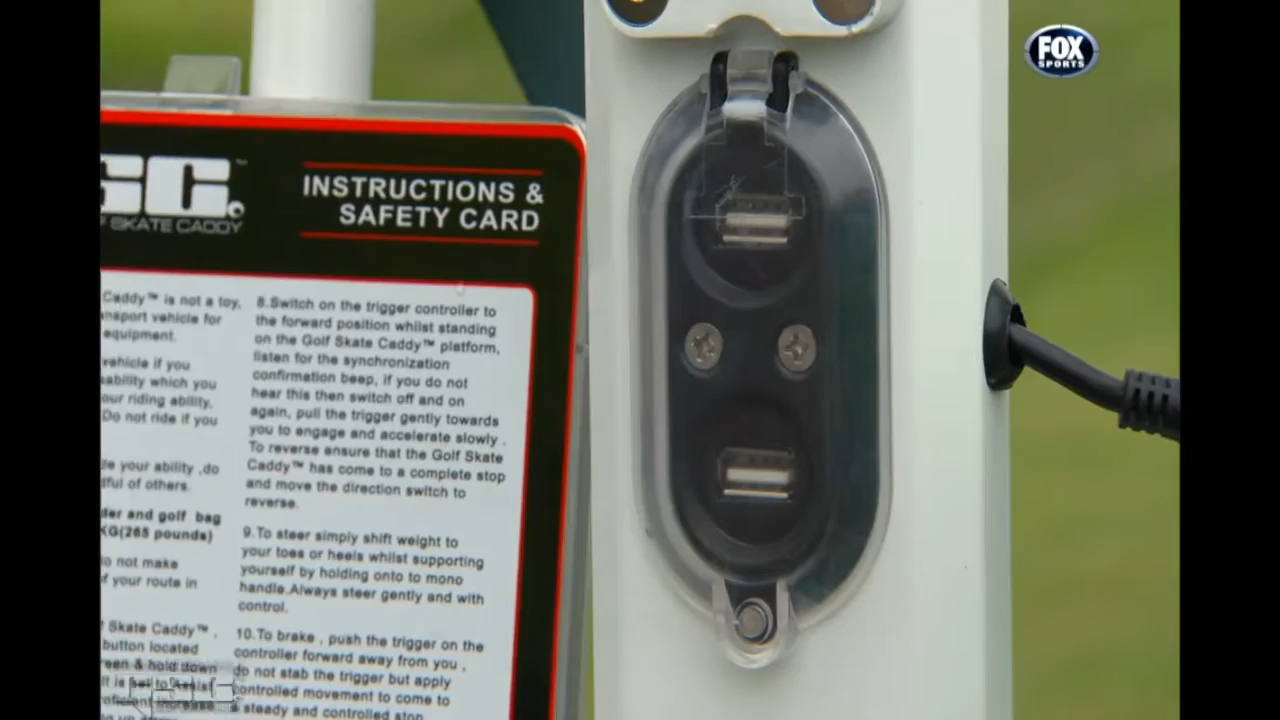 FOX
SPORTS
SC.™
SKATE CADDY
INSTRUCTIONS &
SAFETY CARD
Caddy™ is not a toy,
vehicle for
equipment.
vehicle if you
which you
our riding ability,
Do not ride if you
your ability ,do
of others.
and golf bag
(265 pounds)
not make
your route in
Skate Caddy™ ,
button located
& hold down
8.Switch on the trigger controller to
the forward position whilst standing
on the Golf Skate Caddy™ platform,
listen for the synchronization
confirmation beep, if you do not
hear this then switch off and on
again, pull the trigger gently towards
you to engage and accelerate slowly .
To reverse ensure that the Golf Skate
Caddy™ has come to a complete stop
and move the direction switch to
reverse.
9.To steer simply shift weight to
your toes or heels whilst supporting
yourself by holding onto to mono
handle.Always steer gently and with
control.
10.To brake , push the trigger on the
controller forward away from you ,
do not stab the trigger but apply
controlled movement to come to
a steady and controlled stop